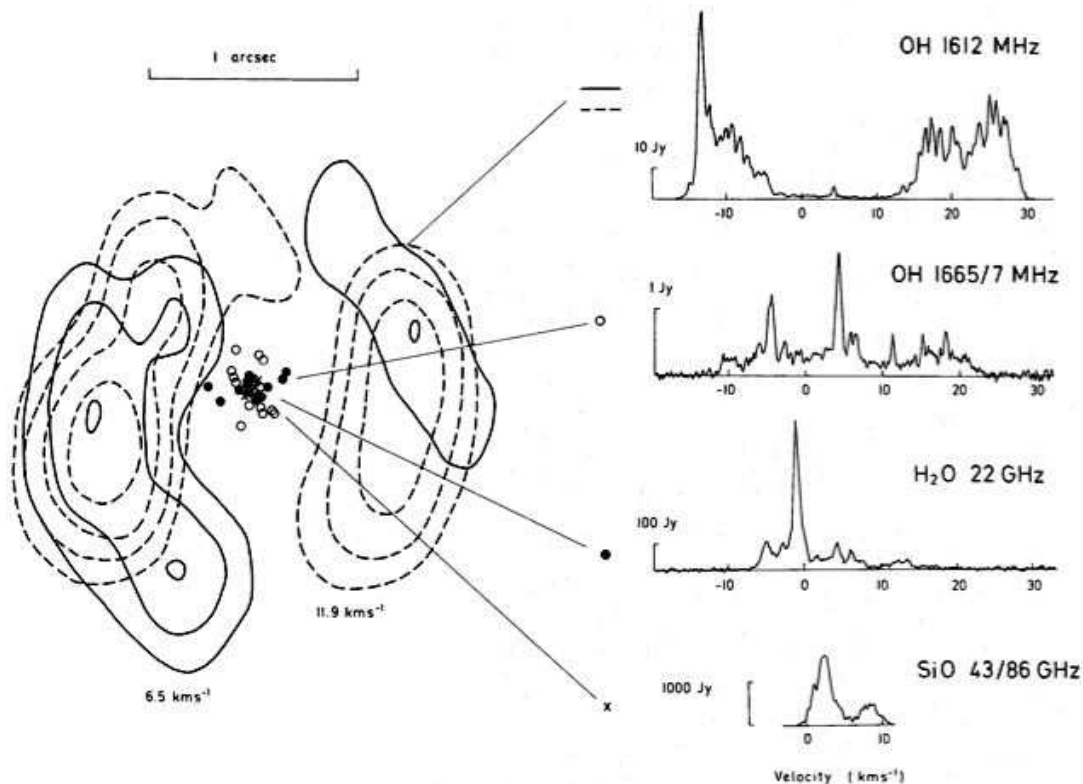 1 arcsec
6.5 kms⁻¹
11.9 kms⁻¹
OH 1612 MHz
10 Jy
-10 0 10 20 30
OH 1665/7 MHz
1 Jy
-10 0 10 20 30
H₂O 22 GHz
100 Jy
-10 0 10 20 30
x
SiO 43/86 GHz
1000 Jy
0 10
Velocity [kms⁻¹)